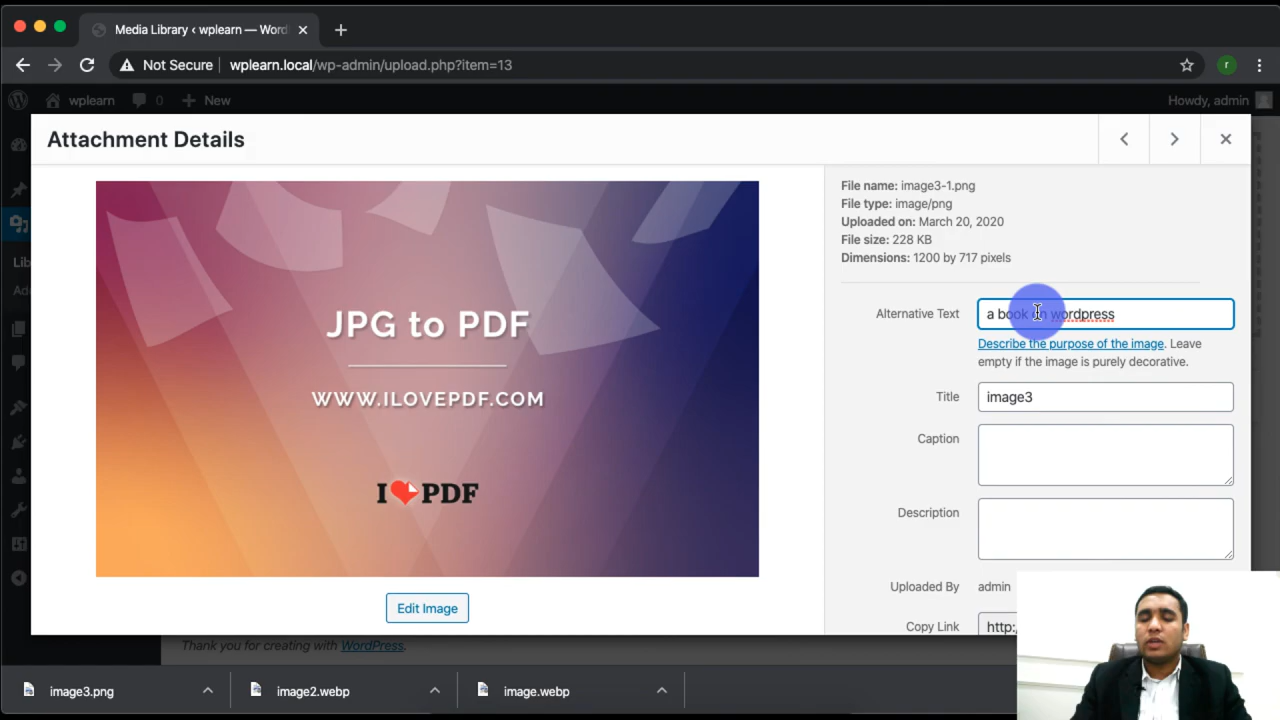 Media Library ‹ wplearn — Word
Not Secure
wplearn.local/wp-admin/upload.php?item=13
r
wplearn
0
New
Howdy, admin
Attachment Details
File name: image3-1.png
File type: image/png
Uploaded on: March 20, 2020
File size: 228 KB
Dimensions: 1200 by 717 pixels
JPG to PDF
WWW.ILOVEPDF.COM
I PDF
Edit Image
Alternative Text
a book on wordpress
Describe the purpose of the image. Leave
empty if the image is purely decorative.
Title
image3
Caption
Description
Uploaded By
admin
Copy Link
http:
Lib
Ad
Thank you for creating with WordPress.
image3.png
image2.webp
image.webp